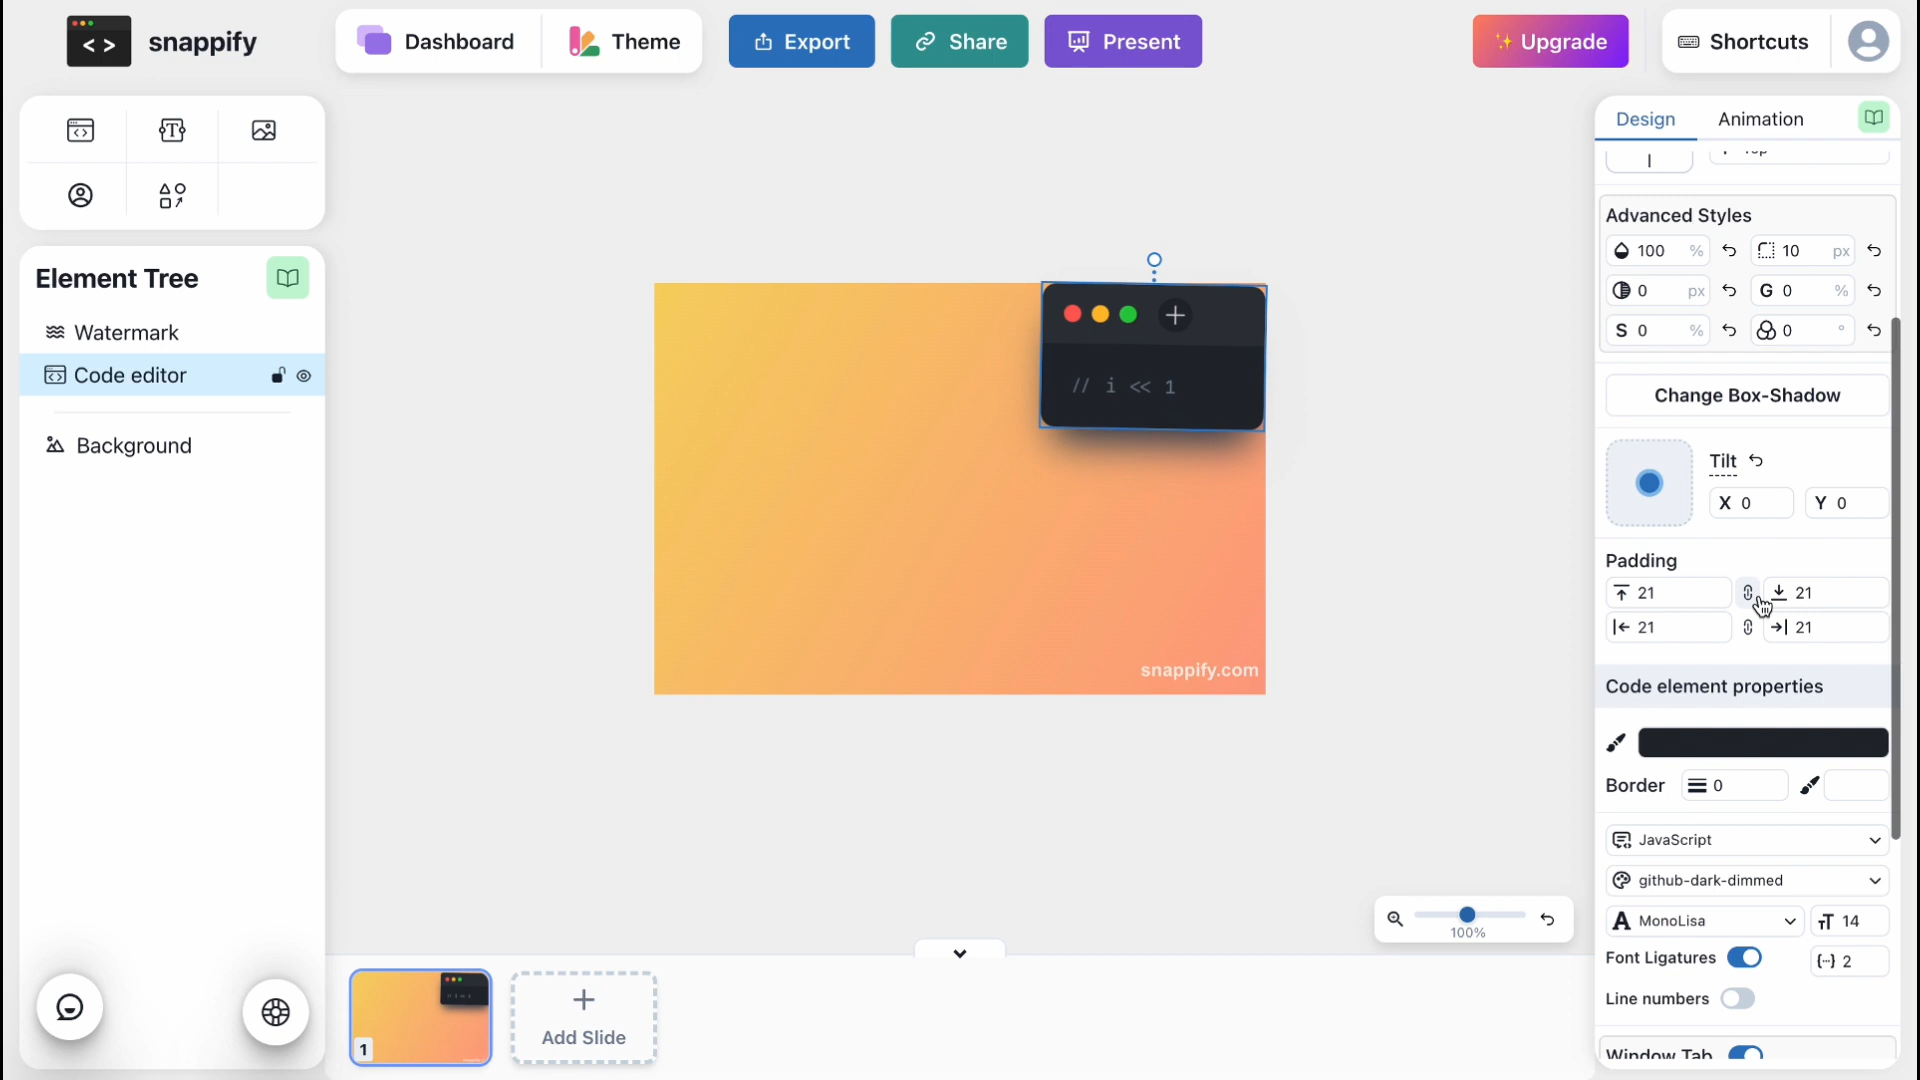 snappify
Dashboard
Theme
Export
Share
Present
Upgrade
Shortcuts
Element Tree
Watermark
Code editor
Background
// i << 1
snappify.com
100%
1
Add Slide
Design
Animation
Advanced Styles
100 %
10 px
0 px
G 0 %
S 0 %
0 °
Change Box-Shadow
Tilt
X 0
Y 0
Padding
21
21
21
21
Code element properties
Border
0
JavaScript
github-dark-dimmed
MonoLisa
14
Font Ligatures
2
Line numbers
Window Tab